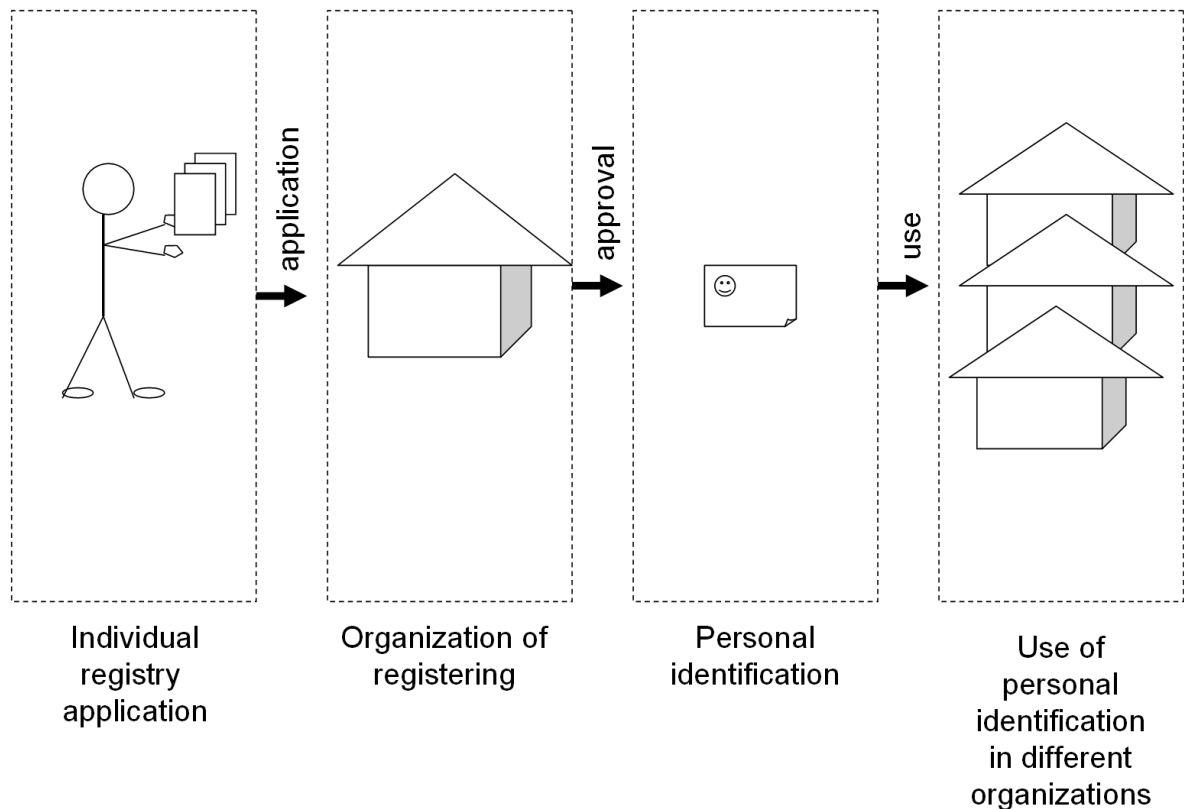 application
approval
use
Individual
registry
application
Organization of
registering
Personal
identification
Use of
personal
identification
in different
organizations